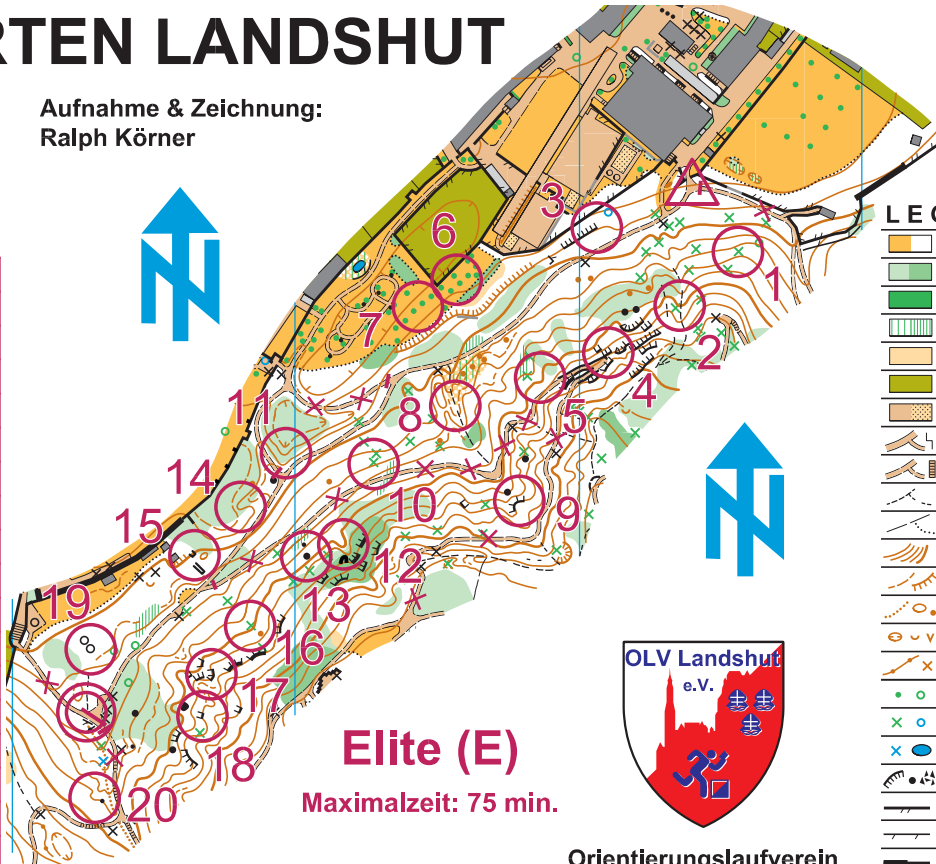 RTEN LANDSHUT
Aufnahme & Zeichnung:
Ralph Körner
3
6
1
7
2
4
8
5
11
14
9
10
15
12
13
19
16
17
18
20
LEG
OLV Landshut
e.V.
Elite (E)
Maximalzeit: 75 min.
Orientierungslaufverein